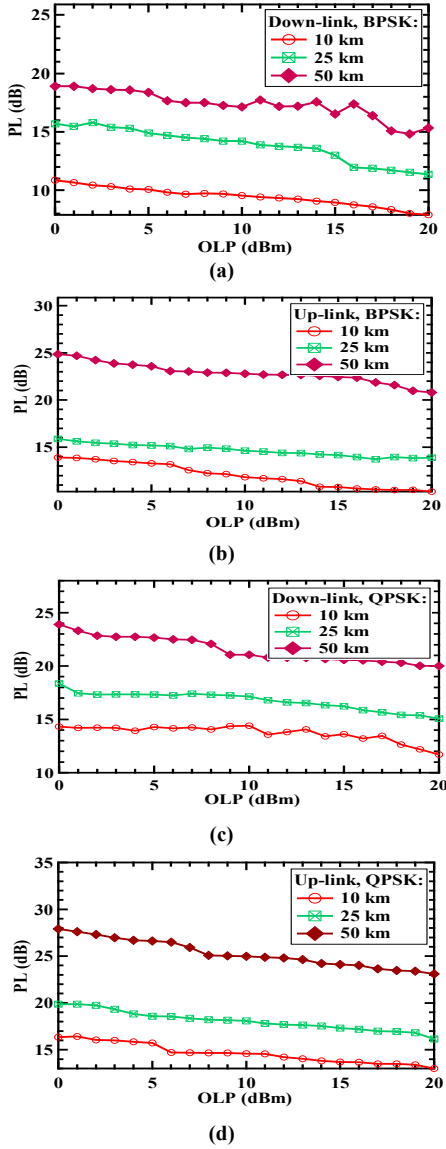 25
20
15
10
PL (dB)
Down-link, BPSK:
10 km
25 km
50 km
0
5
10
15
20
OLP (dBm)
(a)
30
25
20
15
PL (dB)
Up-link, BPSK:
10 km
25 km
50 km
0
5
10
15
20
OLP (dBm)
(b)
26
22
18
14
10
PL (dB)
Down-link, QPSK:
10 km
25 km
50 km
0
5
10
15
20
OLP (dBm)
(c)
35
30
25
20
15
PL (dB)
Up-link, QPSK:
10 km
25 km
50 km
0
5
10
15
20
OLP (dBm)
(d)